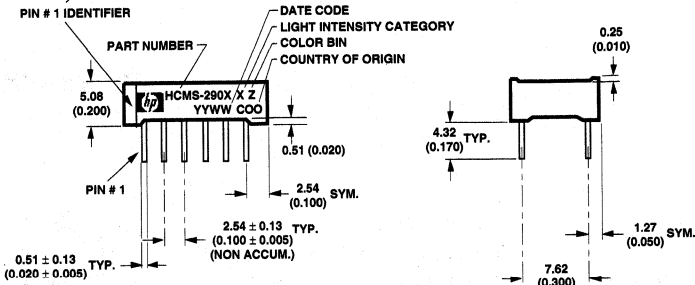 DATE CODE
PIN # 1 IDENTIFIER
LIGHT INTENSITY CATEGORY
COLOR BIN
PART NUMBER
COUNTRY OF ORIGIN
0.25
(0.010)
5.08
(0.200)
hp
HCMS-290X X Z
YYWW COO
0.51 (0.020)
4.32
(0.170)
TYP.
PIN # 1
2.54
(0.100)
SYM.
2.54 ± 0.13 TYP.
(0.100 ± 0.005)
(NON ACCUM.)
1.27
(0.050)
SYM.
0.51 ± 0.13
(0.020 ± 0.005)
TYP.
7.62
(0.300)